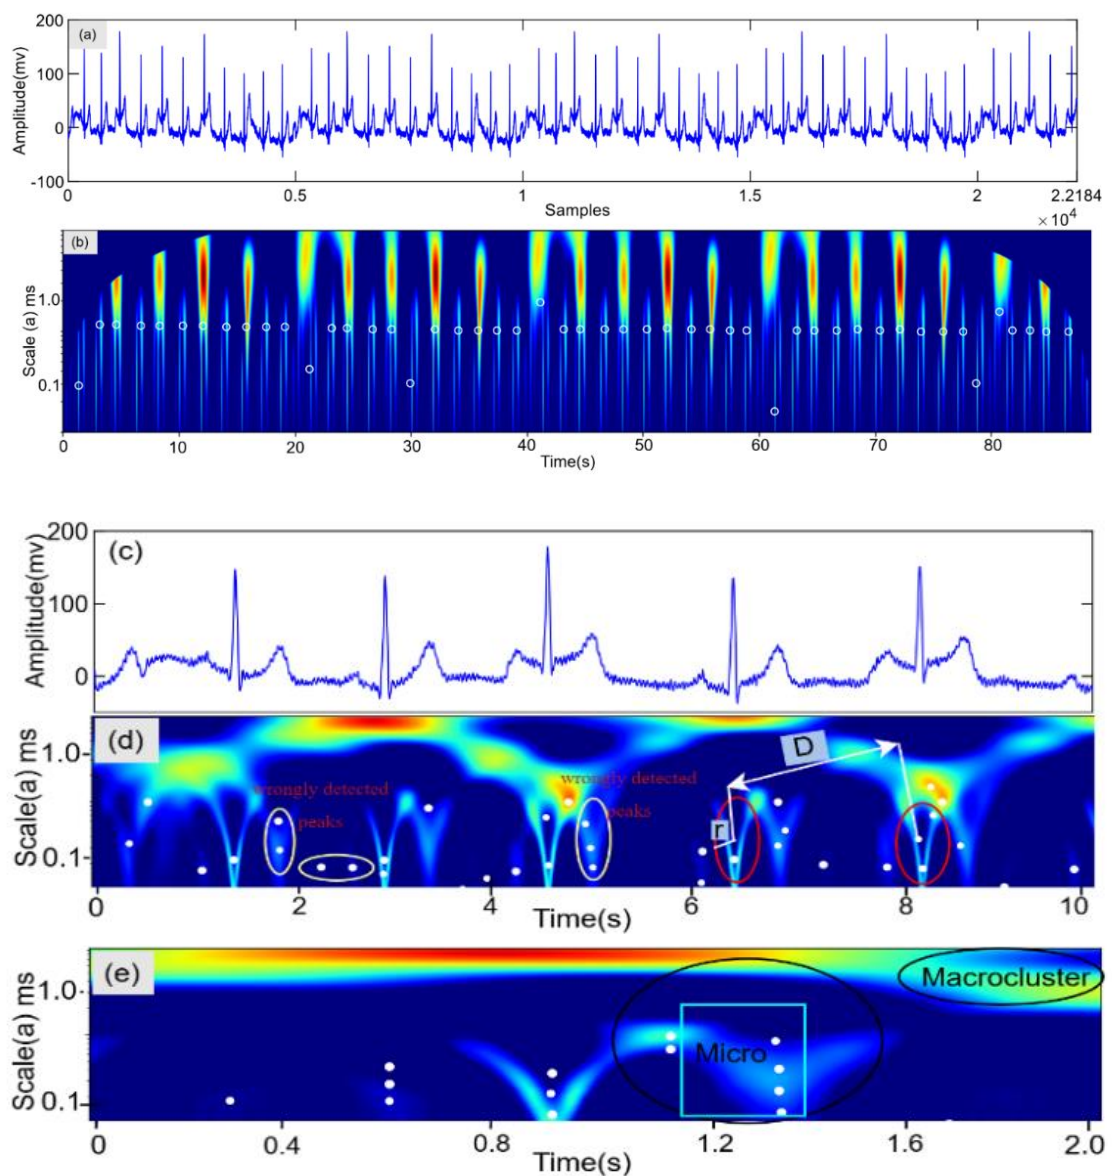 200
(a)
Amplitude(mv)
100
0
-100
0 0.5 1 1.5 2 2.2184
Samples
× 10⁴
(b)
Scale (a) ms
1.0
0.1
0 10 20 30 40 50 60 70 80
Time(s)
200
(c)
Amplitude(mv)
100
0
(d)
Scale(a) ms
1.0
0.1
wrongly detected
peaks
wrongly detected
peaks
D
r
0 2 4 6 8 10
Time(s)
(e)
Scale(a) ms
1.0
0.1
Macrocluster
Micro
0 0.4 0.8 1.2 1.6 2.0
Time(s)